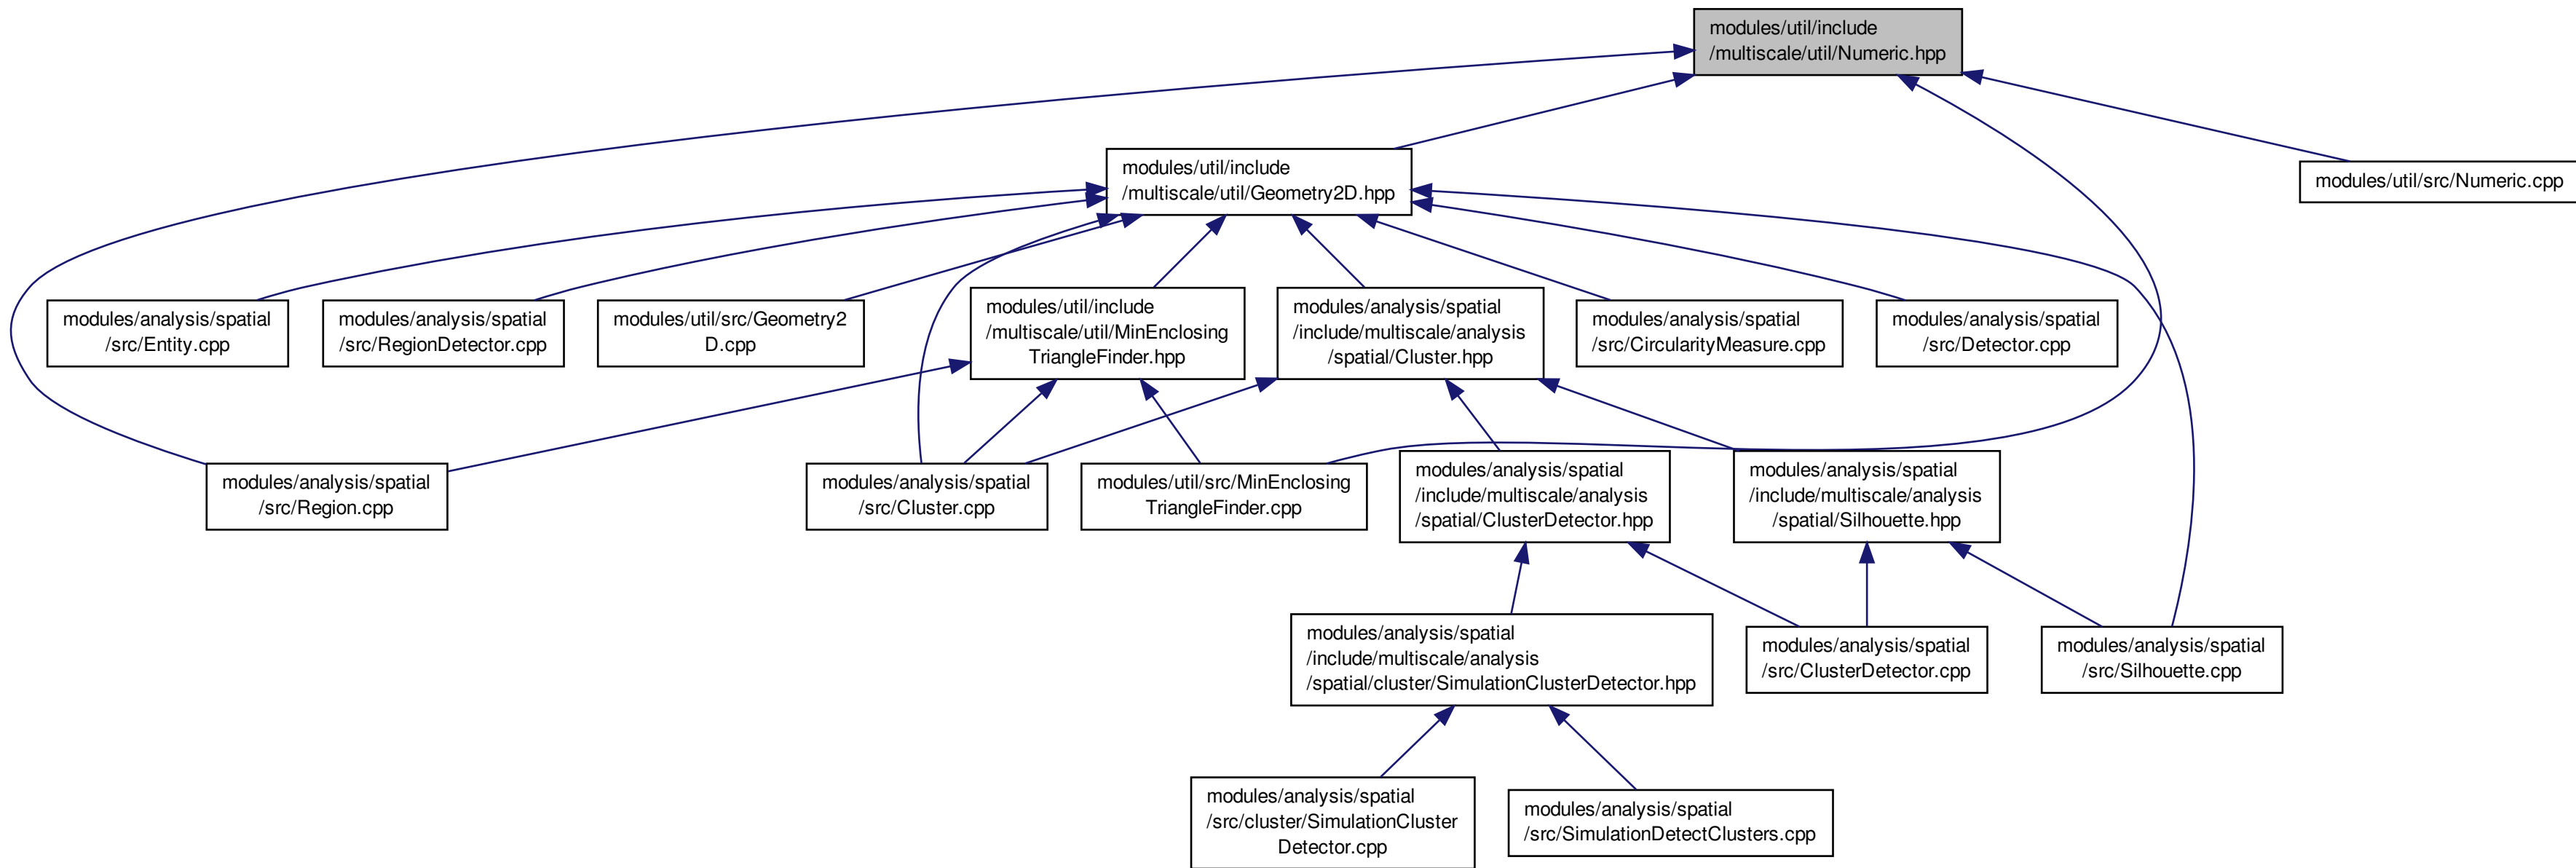 modules/util/include
/multiscale/util/Numeric.hpp
modules/util/include
/multiscale/util/Geometry2D.hpp
modules/util/src/Numeric.cpp
modules/analysis/spatial
/src/Entity.cpp
modules/analysis/spatial
/src/RegionDetector.cpp
modules/util/src/Geometry2
D.cpp
modules/util/include
/multiscale/util/MinEnclosing
TriangleFinder.hpp
modules/analysis/spatial
/include/multiscale/analysis
/spatial/Cluster.hpp
modules/analysis/spatial
/src/CircularityMeasure.cpp
modules/analysis/spatial
/src/Detector.cpp
modules/analysis/spatial
/src/Region.cpp
modules/analysis/spatial
/src/Cluster.cpp
modules/util/src/MinEnclosing
TriangleFinder.cpp
modules/analysis/spatial
/include/multiscale/analysis
/spatial/ClusterDetector.hpp
modules/analysis/spatial
/include/multiscale/analysis
/spatial/Silhouette.hpp
modules/analysis/spatial
/include/multiscale/analysis
/spatial/cluster/SimulationClusterDetector.hpp
modules/analysis/spatial
/src/ClusterDetector.cpp
modules/analysis/spatial
/src/Silhouette.cpp
modules/analysis/spatial
/src/cluster/SimulationCluster
Detector.cpp
modules/analysis/spatial
/src/SimulationDetectClusters.cpp